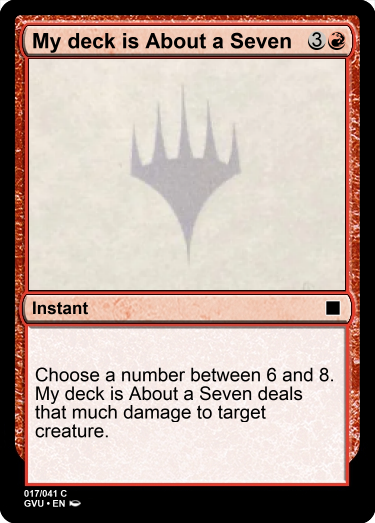 My deck is About a Seven 3
Instant
Choose a number between 6 and 8.
My deck is About a Seven deals
that much damage to target
creature.
017/041 C
GVU • EN